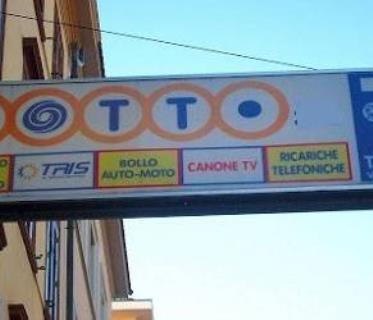 OTTO
TRIS
BOLLO
AUTO-MOTO
CANONE TV
RICARICHE
TELEFONICHE
T